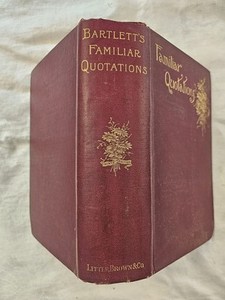 BARTLETT'S
FAMILIAR
QUOTATIONS
LITTLE, BROWN & CO
Familiar
Quotations